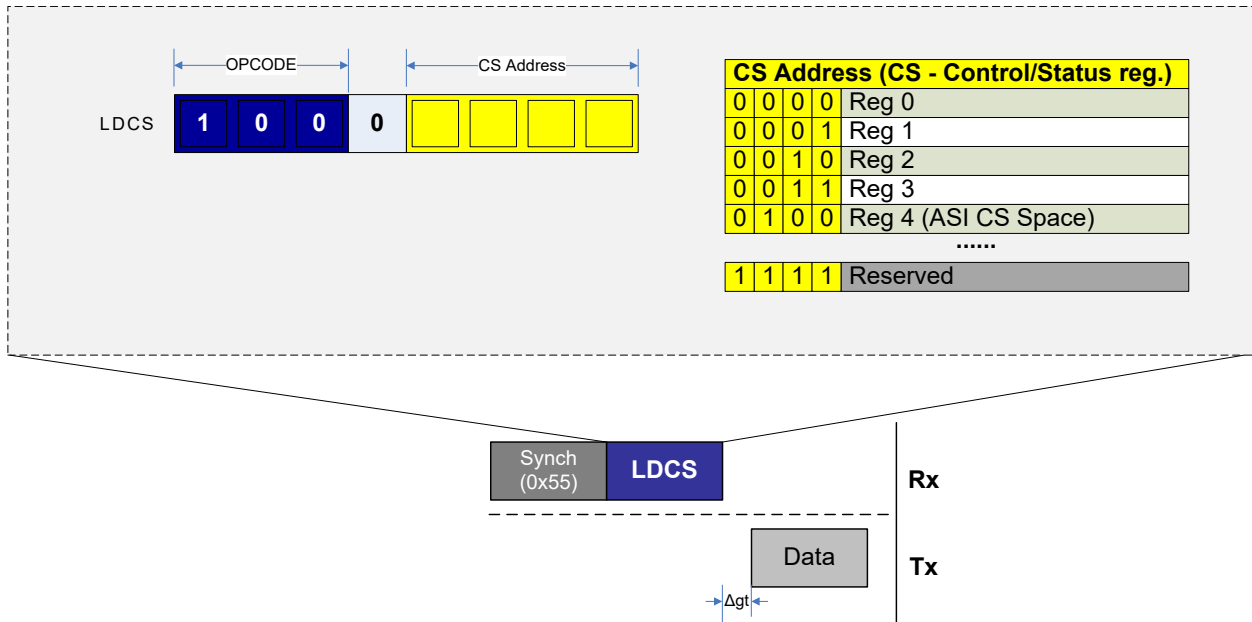 OPCODE
CS Address
LDCS
1 0 0 0
CS Address (CS - Control/Status reg.)
0 0 0 0 Reg 0
0 0 0 1 Reg 1
0 0 1 0 Reg 2
0 0 1 1 Reg 3
0 1 0 0 Reg 4 (ASI CS Space)
......
1 1 1 1 Reserved
Synch
(0x55)
LDCS
Rx
Data
Tx
Δgt